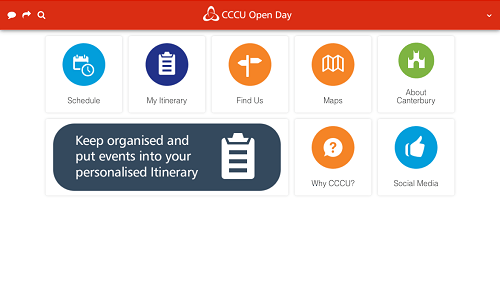 CCCU Open Day
Schedule
My Itinerary
Find Us
Maps
About
Canterbury
Keep organised and
put events into your
personalised Itinerary
Why CCCU?
Social Media